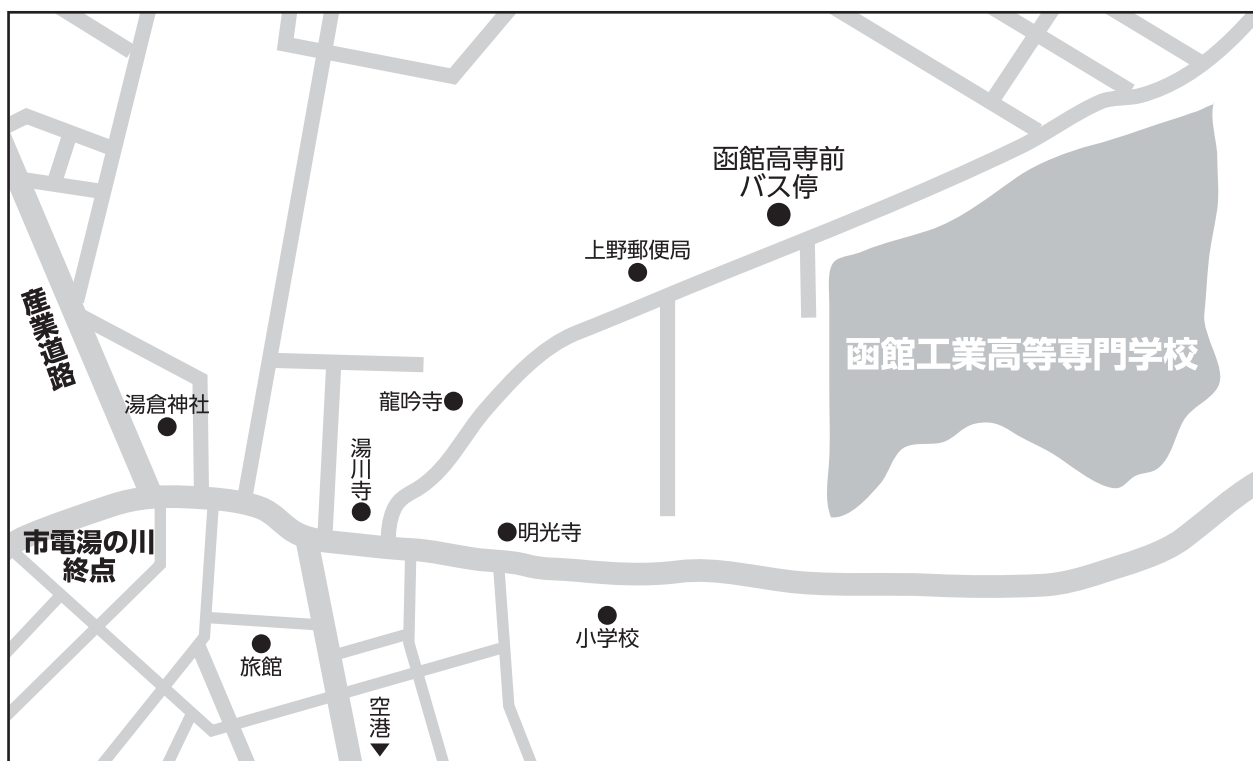 函館高専前
バス停
上野郵便局
産業道路
函館工業高等専門学校
湯倉神社
龍吟寺
湯川寺
市電湯の川
終点
明光寺
小学校
旅館
空港